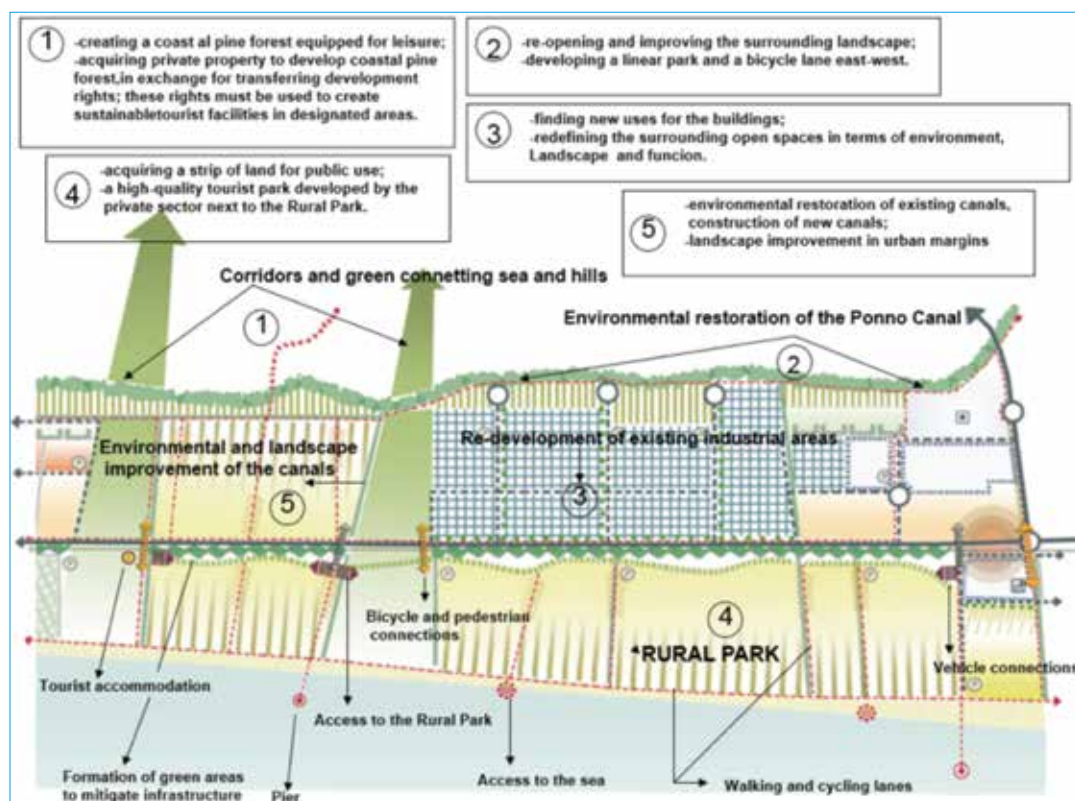 1
-creating a coast al pine forest equipped for leisure;
-acquiring private property to develop coastal pine
forest,in exchange for transferring development
rights; these rights must be used to create
sustainabletourist facilities in designated areas.
2
-re-opening and improving the surrounding landscape;
-developing a linear park and a bicycle lane east-west.
3
-finding new uses for the buildings;
-redefining the surrounding open spaces in terms of environment,
Landscape and funcion.
4
-acquiring a strip of land for public use;
-a high-quality tourist park developed by the
private sector next to the Rural Park.
5
-environmental restoration of existing canals,
construction of new canals;
-landscape improvement in urban margins
Corridors and green connetting sea and hills
1
Environmental restoration of the Ponno Canal
2
Environmental and landscape
improvement of the canals
5
Re-development of existing industrial areas
3
Bicycle and pedestrian
connections
4
RURAL PARK
Vehicle connections
Tourist accommodation
Access to the Rural Park
Formation of green areas
to mitigate infrastructure
Pier
Access to the sea
Walking and cycling lanes